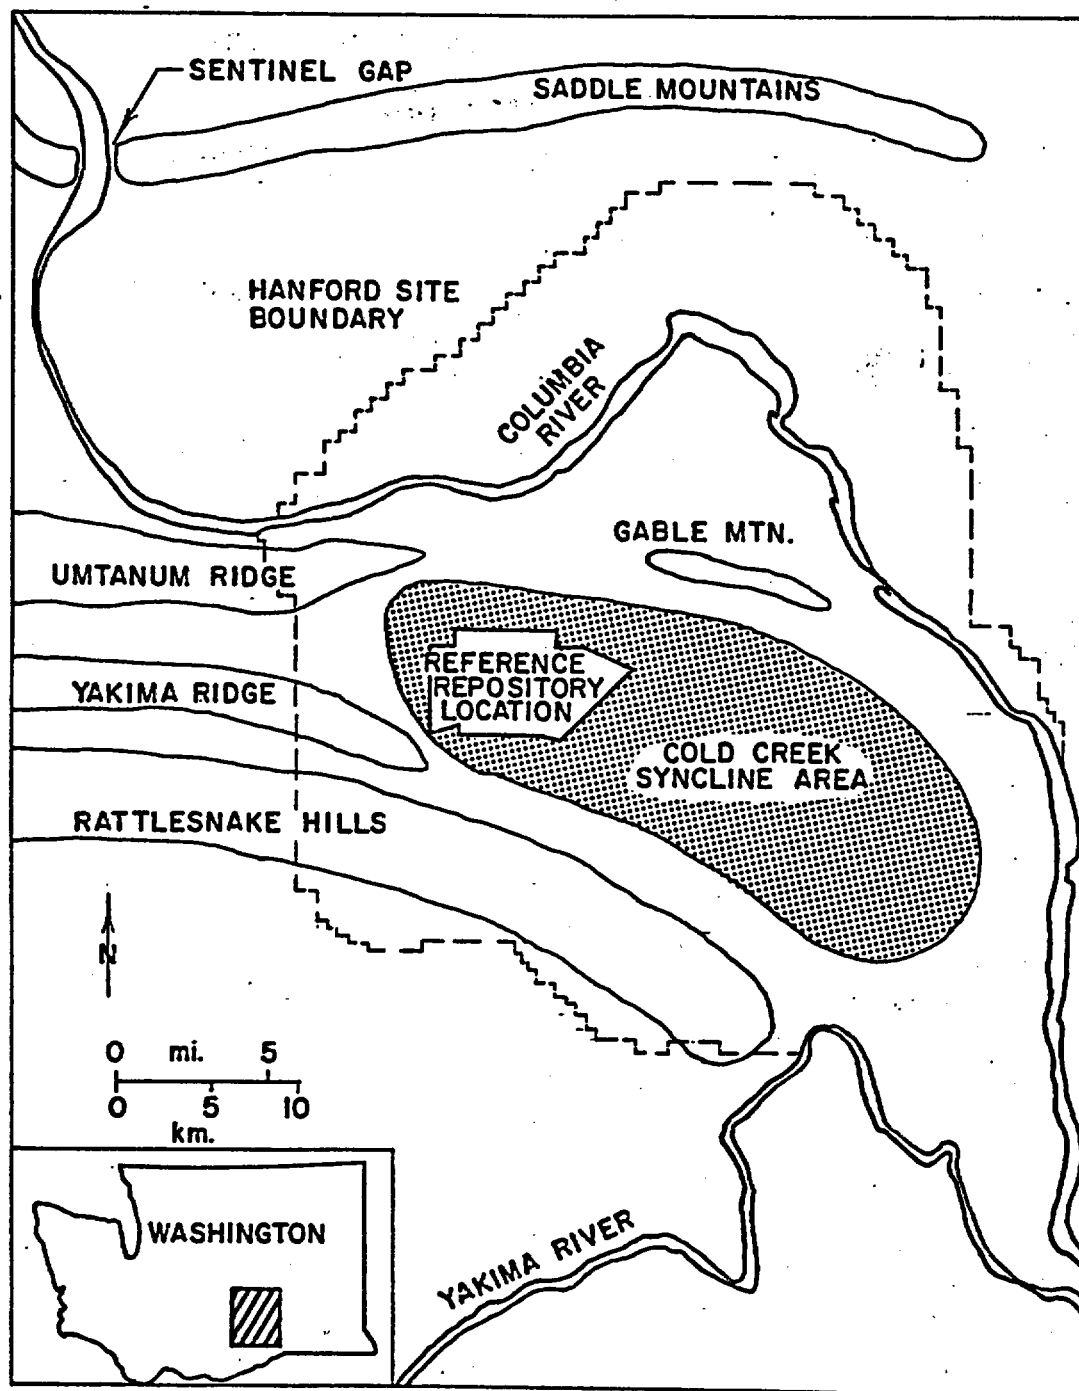 SENTINEL GAP
SADDLE MOUNTAINS
HANFORD SITE
BOUNDARY
COLUMBIA
RIVER
GABLE MTN.
UMTANUM RIDGE
REFERENCE
REPOSITORY
LOCATION
YAKIMA RIDGE
COLD CREEK
SYNCLINE AREA
RATTLESNAKE HILLS
N
0 mi. 5
0 5 10
km.
WASHINGTON
YAKIMA RIVER